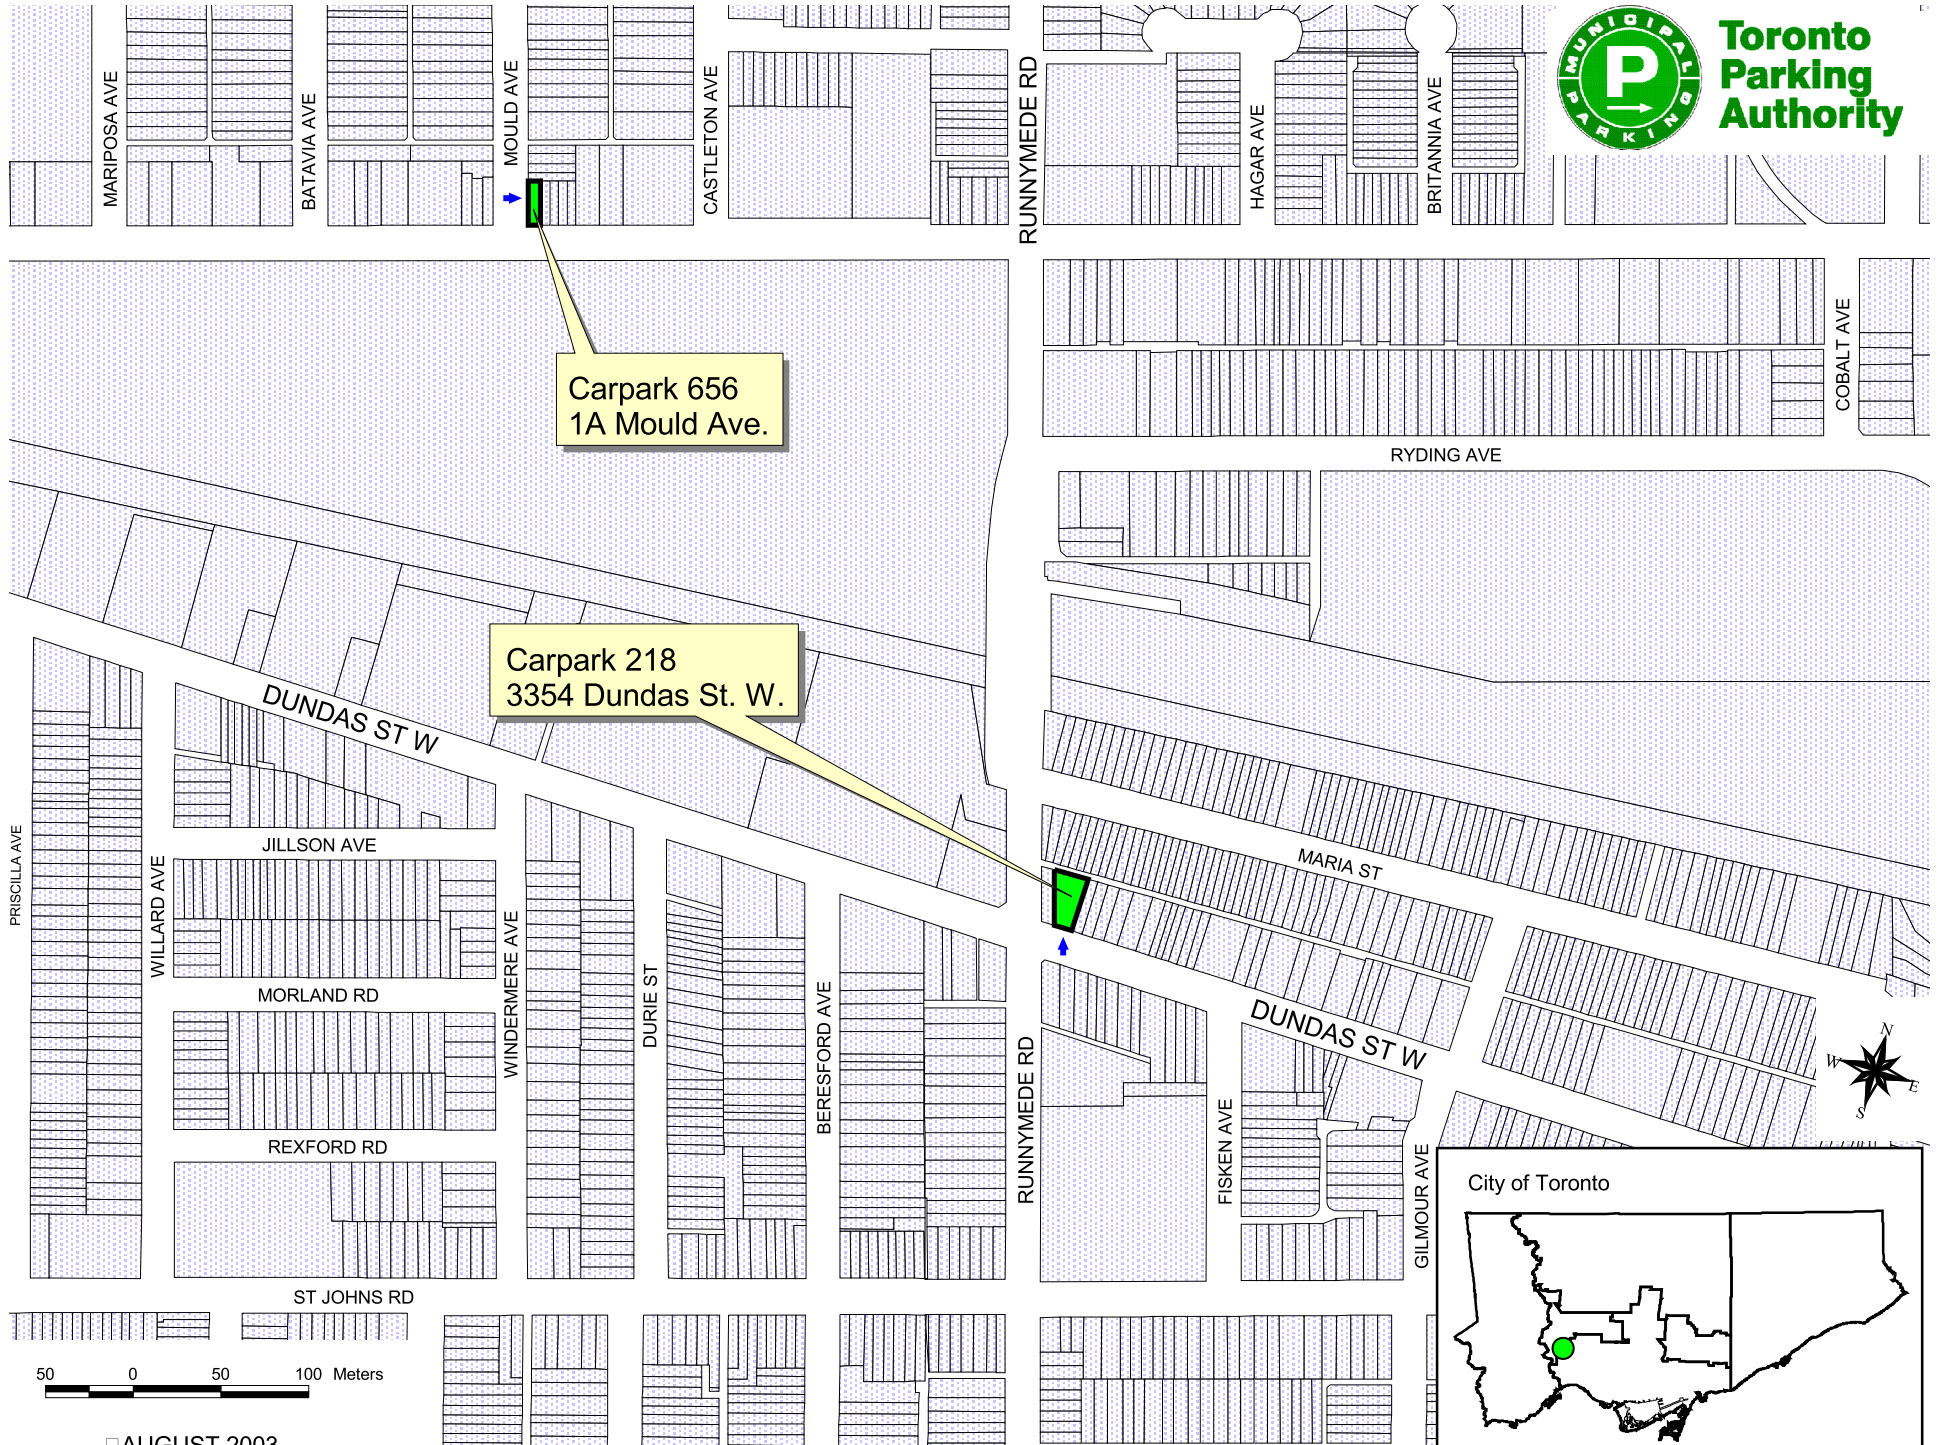 MUNICIPAL
P
PARKING
Toronto
Parking
Authority
MARIPOSA AVE
BATAVIA AVE
MOULD AVE
CASTLETON AVE
RUNNYMEDE RD
HAGAR AVE
BRITANNIA AVE
COBALT AVE
Carpark 656
1A Mould Ave.
RYDING AVE
Carpark 218
3354 Dundas St. W.
DUNDAS ST W
PRISCILLA AVE
WILLARD AVE
JILLSON AVE
MARIA ST
WINDERMERE AVE
DURIE ST
BERESFORD AVE
MORLAND RD
RUNNYMEDE RD
DUNDAS ST W
N
W
E
S
FISKEN AVE
GILMOUR AVE
REXFORD RD
City of Toronto
ST JOHNS RD
50 0 50 100 Meters
AUGUST 2003